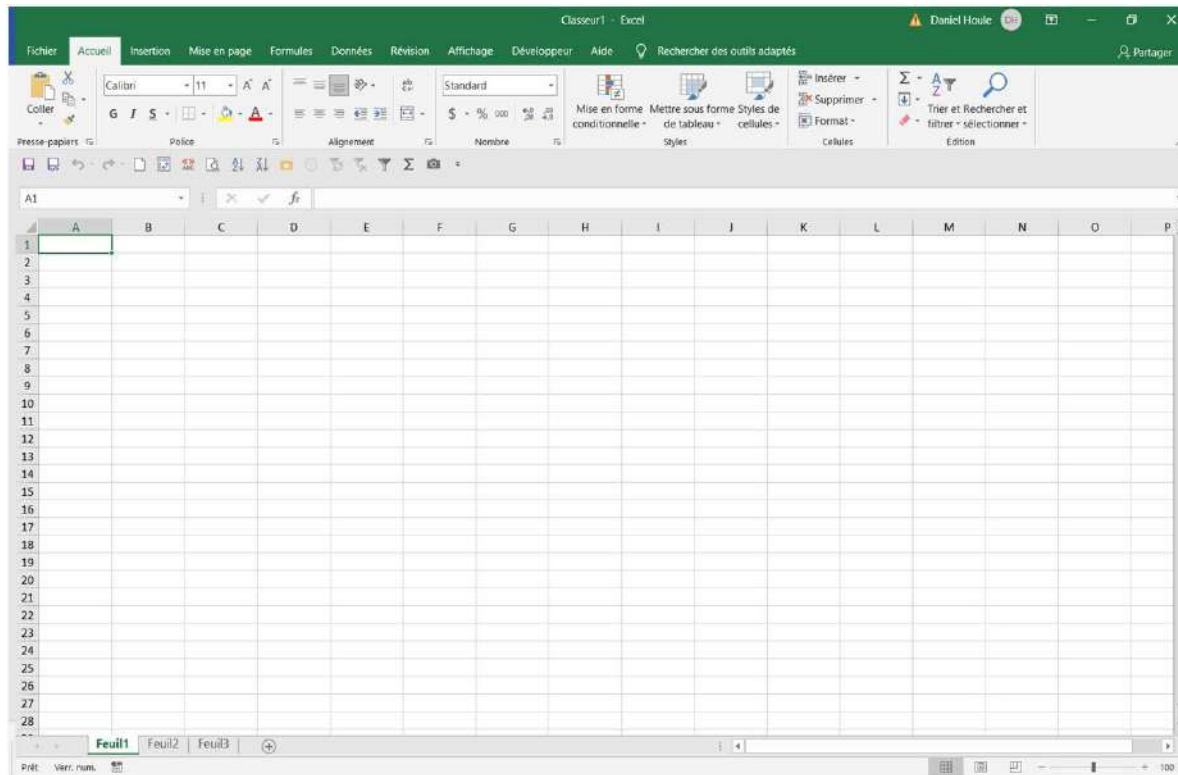 Classeur1 - Excel
Daniel Houle DH
Fichier Accueil Insertion Mise en page Formules Données Révision Affichage Développeur Aide Rechercher des outils adaptés Partager
Coller
Calibri 11 A A
G I S A
Standard
$ % 000
Mise en forme conditionnelle
Mettre sous forme de tableau
Styles de cellules
Insérer
Supprimer
Format
Σ
Trier et filtrer
Rechercher et sélectionner
Presse-papiers Police Alignement Nombre Styles Cellules Édition
A1 fx
A B C D E F G H I J K L M N O P
1
2
3
4
5
6
7
8
9
10
11
12
13
14
15
16
17
18
19
20
21
22
23
24
25
26
27
28
Feuil1 Feuil2 Feuil3
Prêt Verr. num. 100